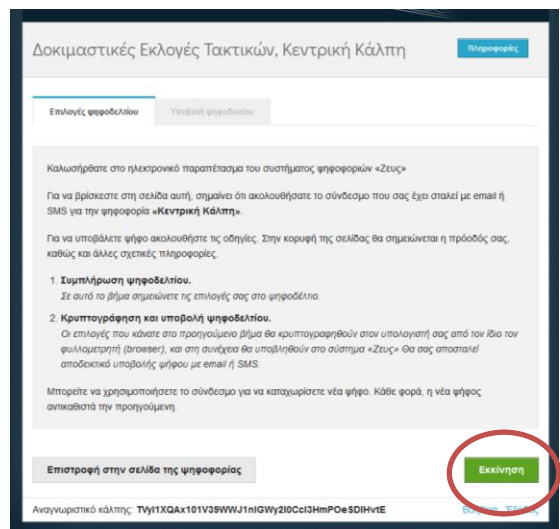 Δοκιμαστικές Εκλογές Τακτικών, Κεντρική Κάλπη
Πληροφορίες
Επιλογές ψηφοδελτίου
Υποβολή ψηφοδελτίου
Καλωσήρθατε στο ηλεκτρονικό παραπέτασμα του συστήματος ψηφοφοριών «Ζευς»
Για να βρίσκεστε στη σελίδα αυτή, σημαίνει ότι ακολουθήσατε το σύνδεσμο που σας έχει σταλεί με email ή
SMS για την ψηφοφορία «Κεντρική Κάλπη».
Για να υποβάλετε ψήφο ακολουθήστε τις οδηγίες. Στην κορυφή της σελίδας θα σημειώνεται η πρόοδός σας,
καθώς και άλλες σχετικές πληροφορίες.
1. Συμπλήρωση ψηφοδελτίου.
Σε αυτό το βήμα σημειώνετε τις επιλογές σας στο ψηφοδέλτιο.
2. Κρυπτογράφηση και υποβολή ψηφοδελτίου.
Οι επιλογές που κάνατε στο προηγούμενο βήμα θα κρυπτογραφηθούν στον υπολογιστή σας από τον ίδιο τον
φυλλομετρητή (browser), και στη συνέχεια θα υποβληθούν στο σύστημα «Ζευς» Θα σας αποσταλεί
αποδεικτικό υποβολής ψήφου με email ή SMS.
Μπορείτε να χρησιμοποιήσετε το σύνδεσμο για να καταχωρίσετε νέα ψήφο. Κάθε φορά, η νέα ψήφος
αντικαθιστά την προηγούμενη.
Επιστροφή στην σελίδα της ψηφοφορίας
Εκκίνηση
Αναγνωριστικό κάλπης: TVyI1XQAx101V39WWJ1nIGWy2I0CcI3HmPOeSDIHvtE
Βοήθεια Έξοδος